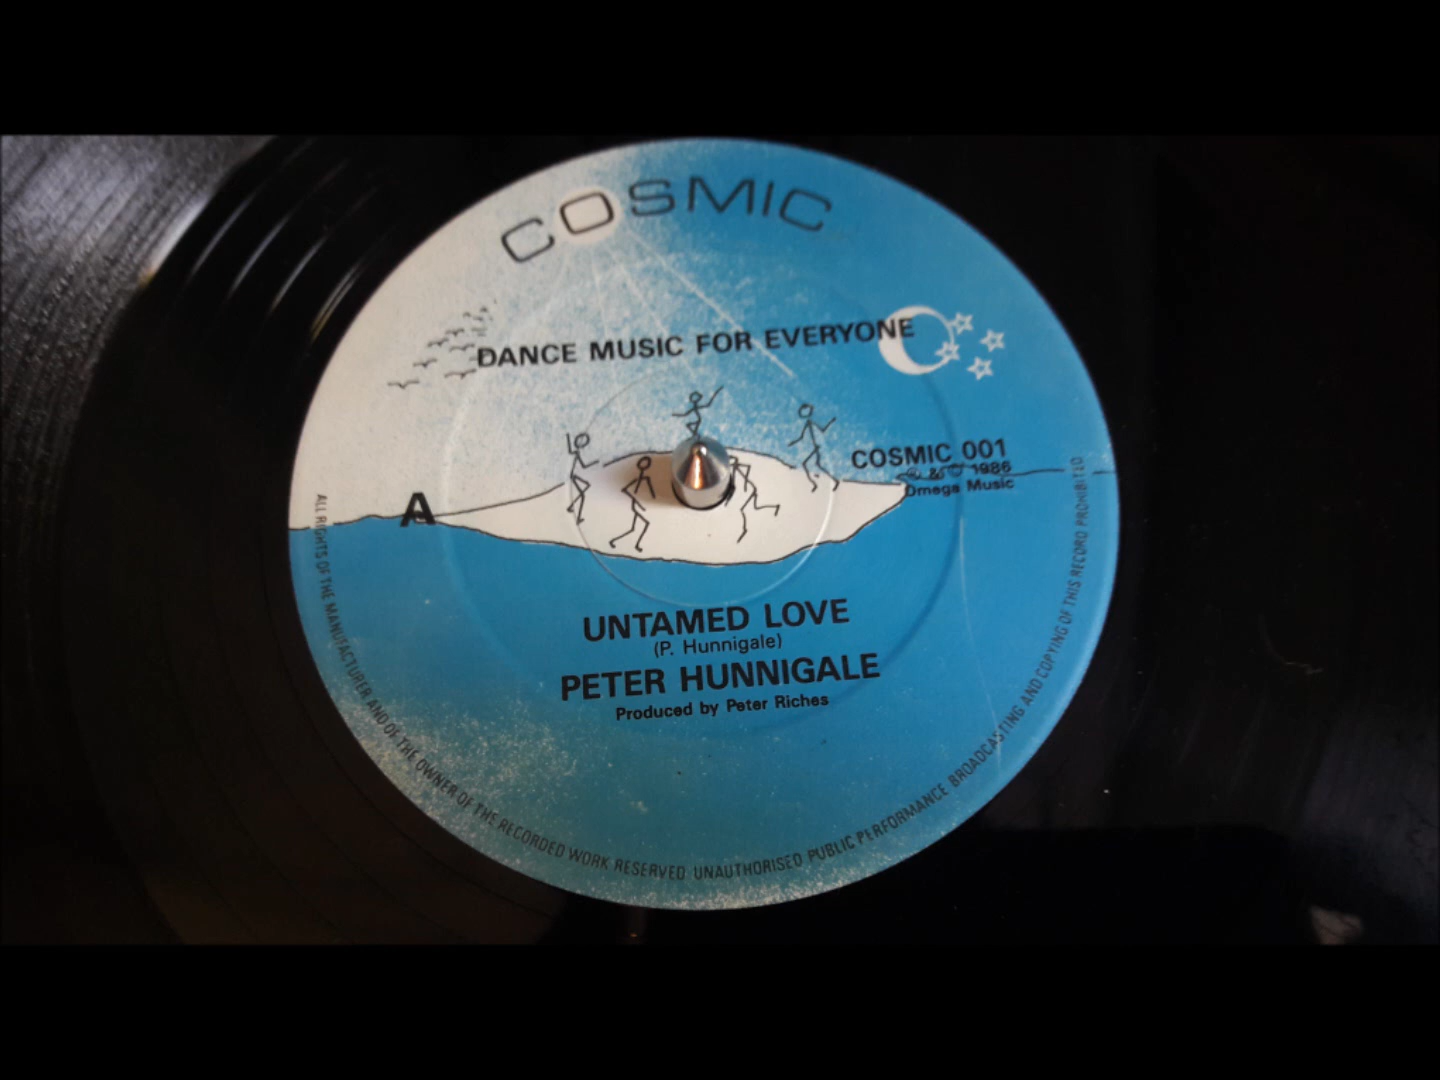 COSMIC
DANCE MUSIC FOR EVERYONE
COSMIC 001
℗ & © 1986
Omega Music
A
UNTAMED LOVE
(P. Hunnigale)
PETER HUNNIGALE
Produced by Peter Riches
ALL RIGHTS OF THE MANUFACTURER AND OF THE OWNER OF THE RECORDED WORK RESERVED UNAUTHORISED PUBLIC PERFORMANCE BROADCASTING AND COPYING OF THIS RECORD PROHIBITED